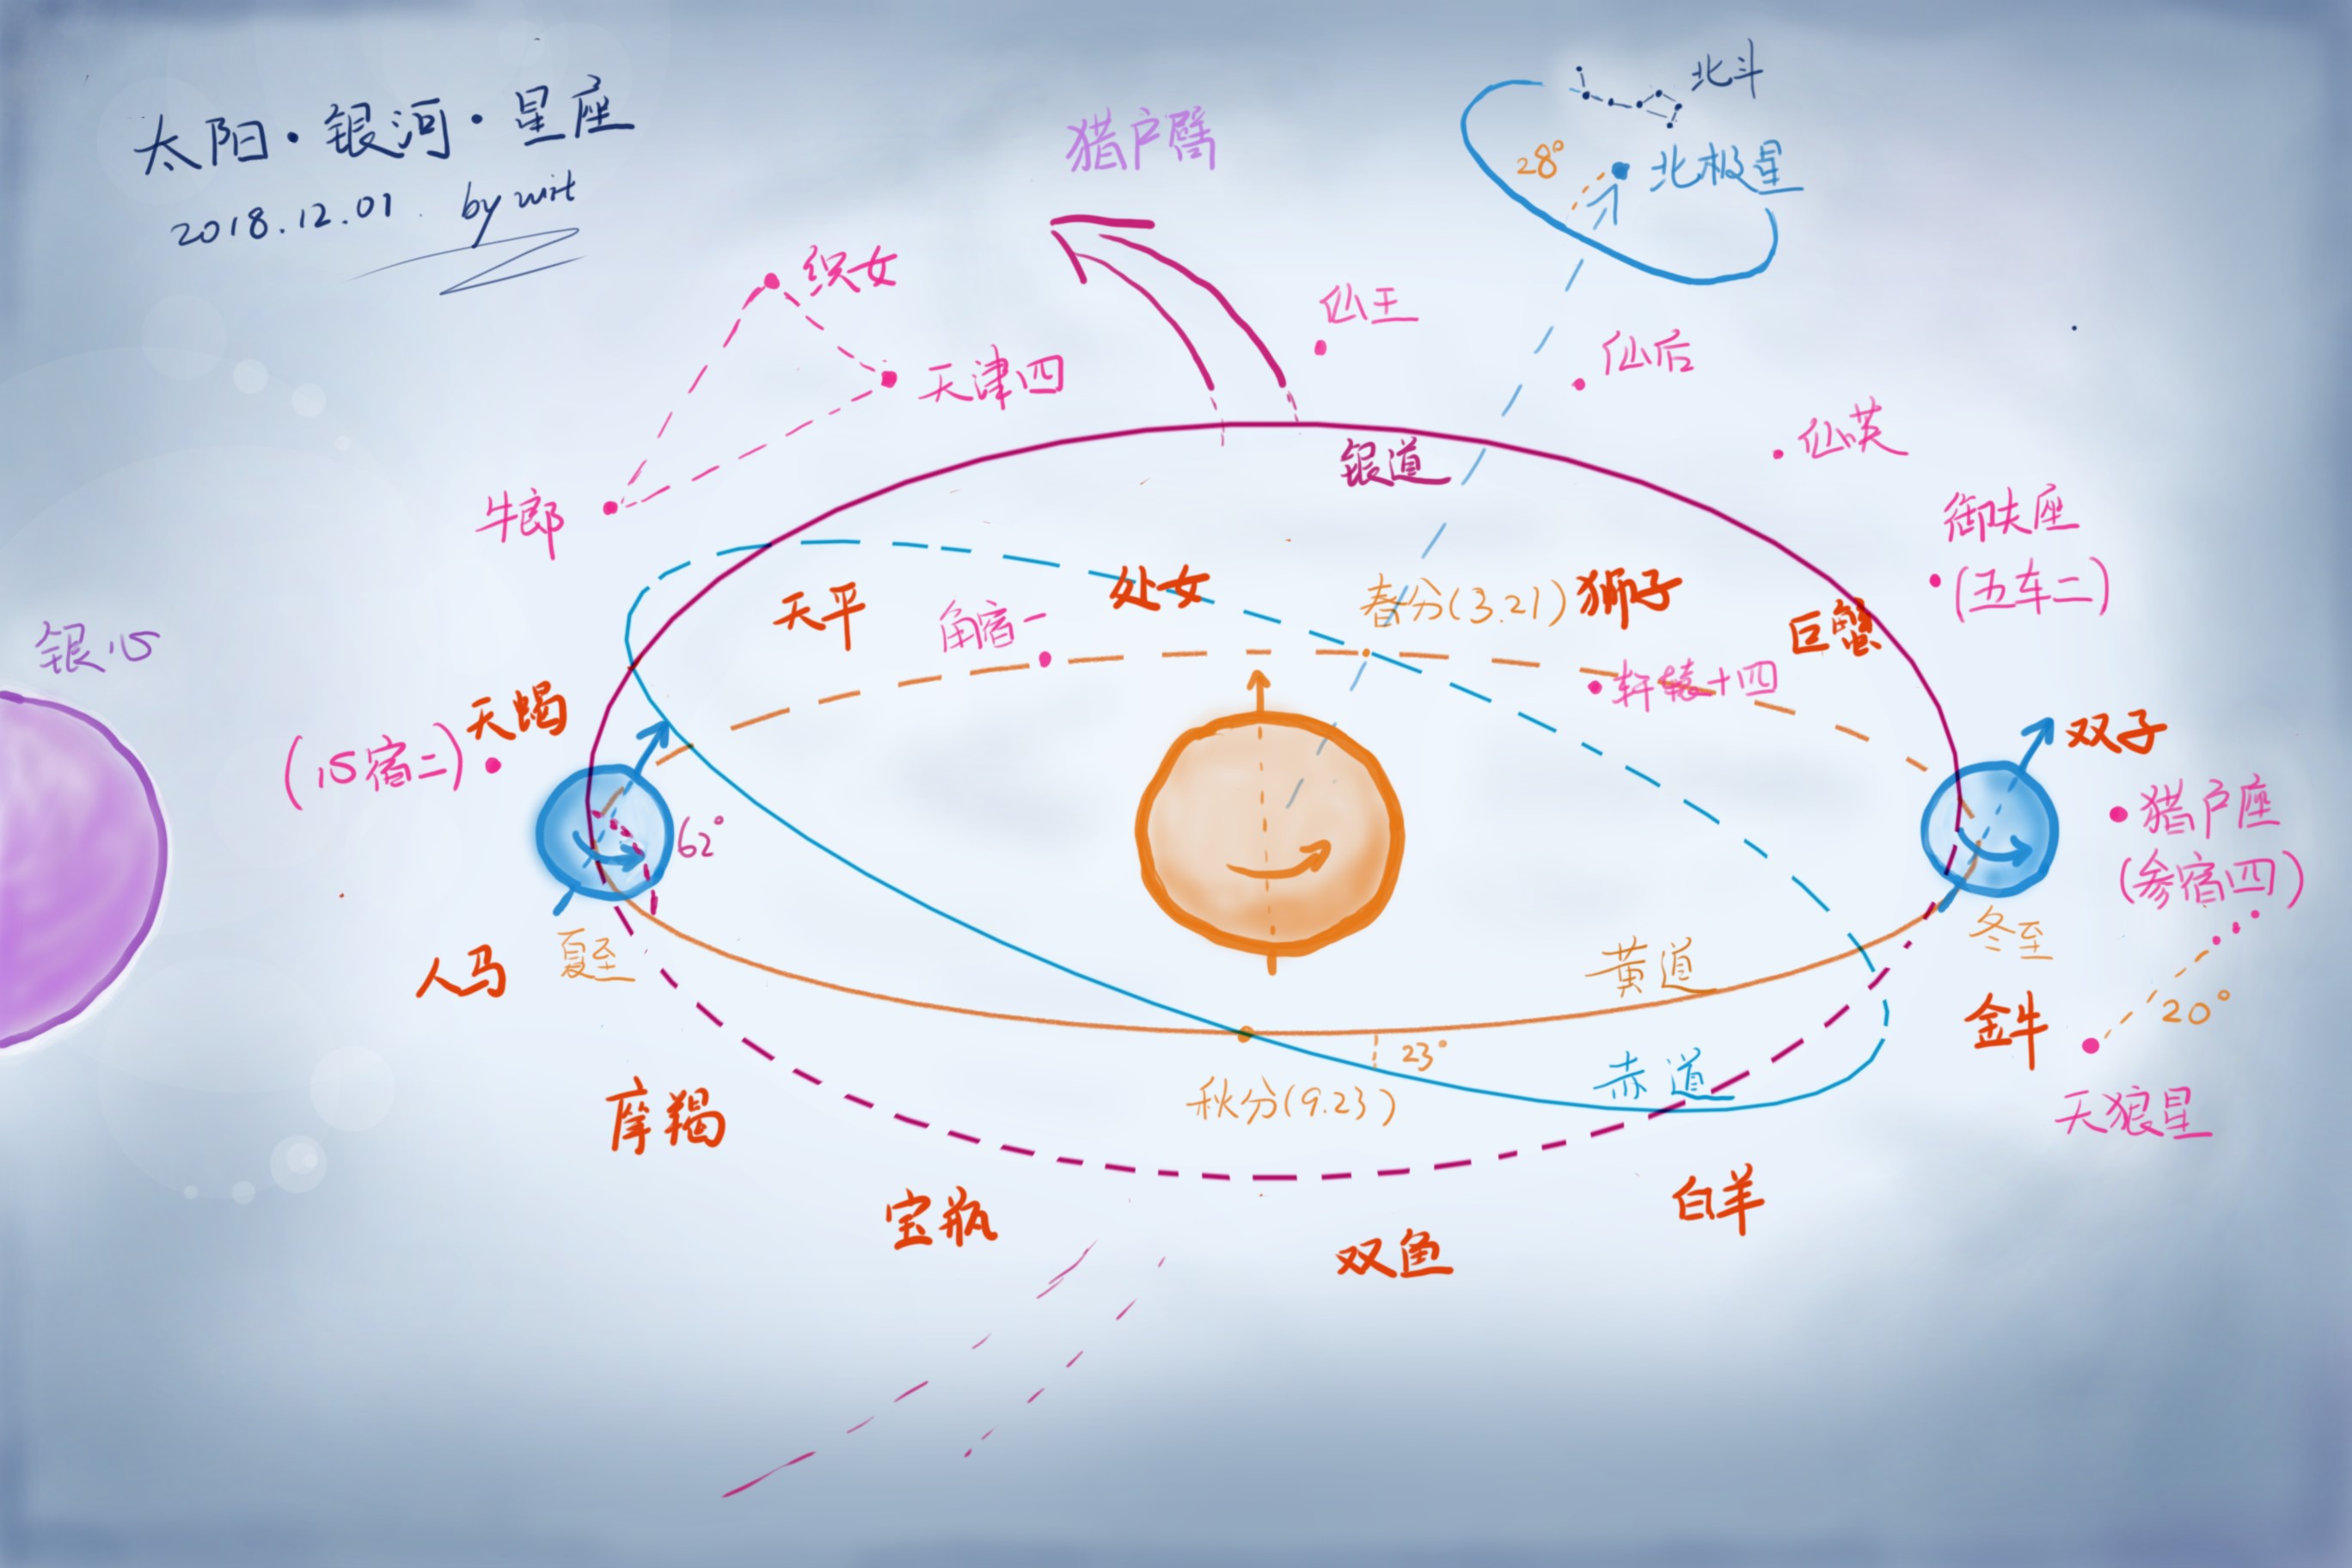 太阳·银河·星座
2018.12.01. by wit
猎户臂
北斗
28°
北极星
织女
仙王
天津四
仙后
银道
仙英
牛郎
御夫座
(五车二)
处女
天平
春分(3.21)
狮子
角宿一
巨蟹
银心
轩辕十四
天蝎
(心宿二)
双子
62°
猎户座
(参宿四)
夏至
冬至
人马
黄道
20°
金牛
23°
赤道
秋分(9.23)
天狼星
摩羯
宝瓶
白羊
双鱼